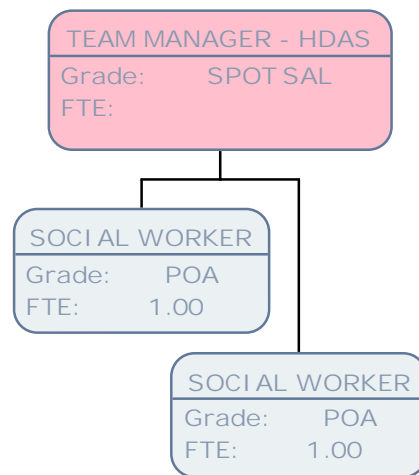 TEAM MANAGER - HDAS
Grade: SPOT SAL
FTE:
SOCIAL WORKER
Grade: POA
FTE: 1.00
SOCIAL WORKER
Grade: POA
FTE: 1.00